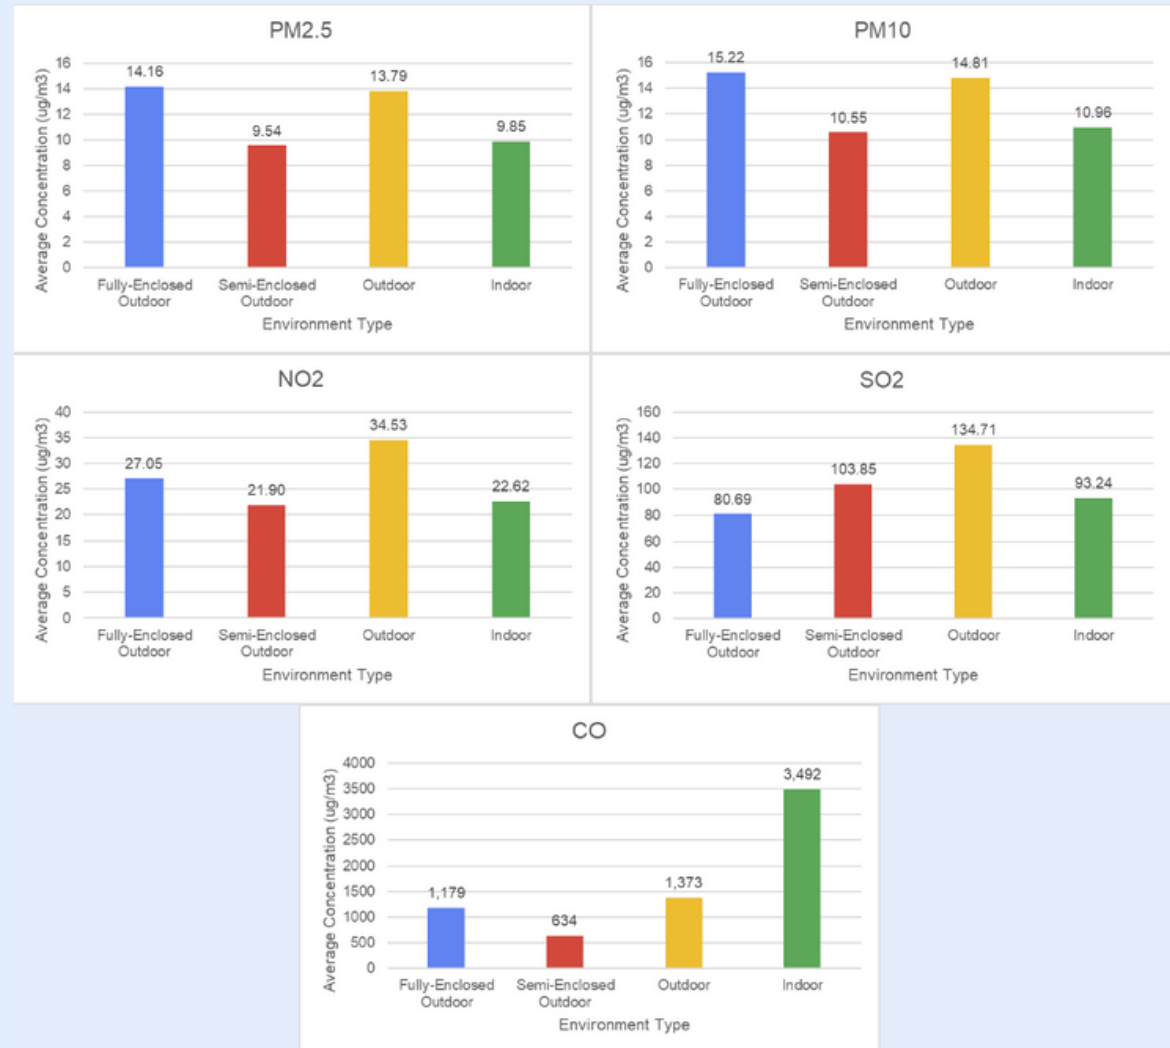 PM2.5
Average Concentration (ug/m3)
16
14
12
10
8
6
4
2
0
14.16
9.54
13.79
9.85
Fully-Enclosed
Outdoor
Semi-Enclosed
Outdoor
Outdoor
Indoor
Environment Type
PM10
Average Concentration (ug/m3)
16
14
12
10
8
6
4
2
0
15.22
10.55
14.81
10.96
Fully-Enclosed
Outdoor
Semi-Enclosed
Outdoor
Outdoor
Indoor
Environment Type
NO2
Average Concentration (ug/m3)
40
35
30
25
20
15
10
5
0
27.05
21.90
34.53
22.62
Fully-Enclosed
Outdoor
Semi-Enclosed
Outdoor
Outdoor
Indoor
Environment Type
SO2
Average Concentration (ug/m3)
160
140
120
100
80
60
40
20
0
80.69
103.85
134.71
93.24
Fully-Enclosed
Outdoor
Semi-Enclosed
Outdoor
Outdoor
Indoor
Environment Type
CO
Average Concentration (ug/m3)
4000
3500
3000
2500
2000
1500
1000
500
0
1,179
634
1,373
3,492
Fully-Enclosed
Outdoor
Semi-Enclosed
Outdoor
Outdoor
Indoor
Environment Type